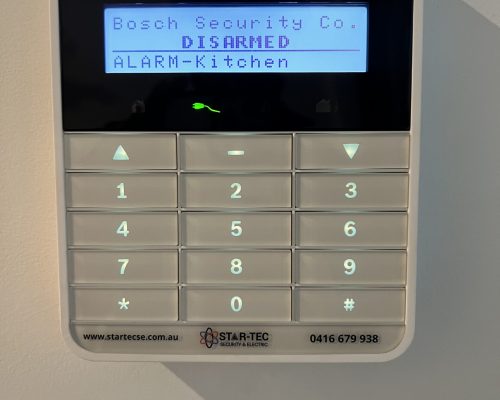 Bosch Security Co.
DISARMED
ALARM-Kitchen
1 2 3
4 5 6
7 8 9
* 0 #
www.startecse.com.au STAR-TEC 0416 679 938
SECURITY & ELECTRIC